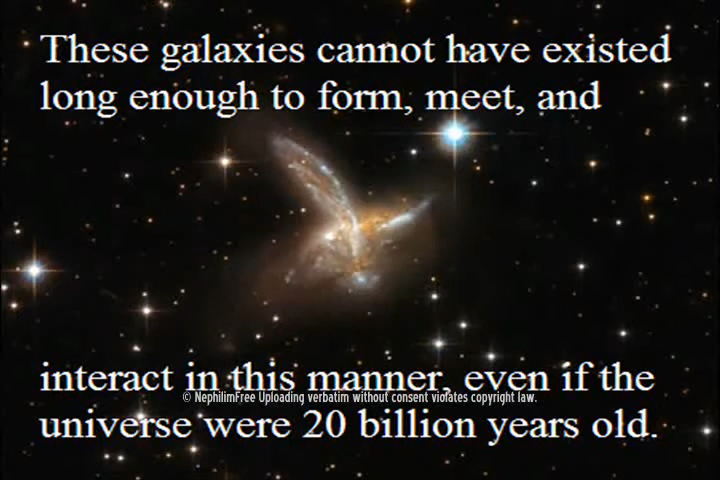 These galaxies cannot have existed
long enough to form, meet, and
interact in this manner, even if the
© NephilimFree Uploading verbatim without consent violates copyright law.
universe were 20 billion years old.